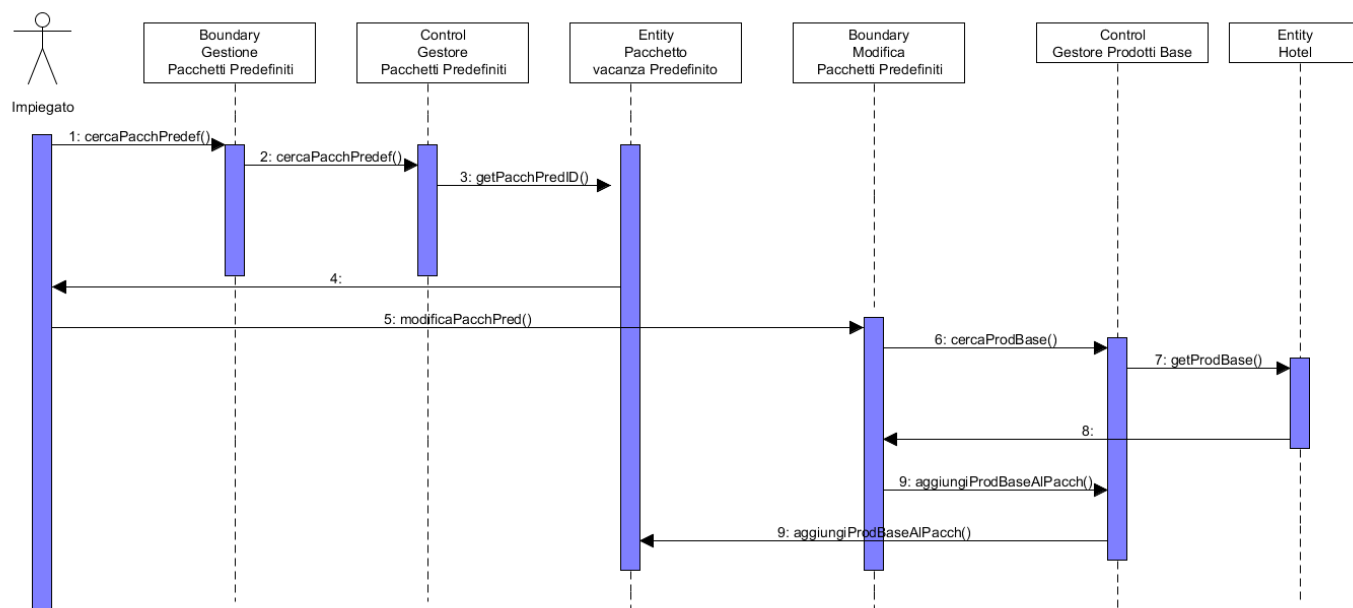 Boundary
Gestione
Pacchetti Predefiniti
Control
Gestore
Pacchetti Predefiniti
Entity
Pacchetto
vacanza Predefinito
Boundary
Modifica
Pacchetti Predefiniti
Control
Gestore Prodotti Base
Entity
Hotel
Impiegato
1: cercaPacchPredef()
2: cercaPacchPredef()
3: getPacchPredID()
4:
5: modificaPacchPred()
6: cercaProdBase()
7: getProdBase()
8:
9: aggiungiProdBaseAlPacch()
9: aggiungiProdBaseAlPacch()